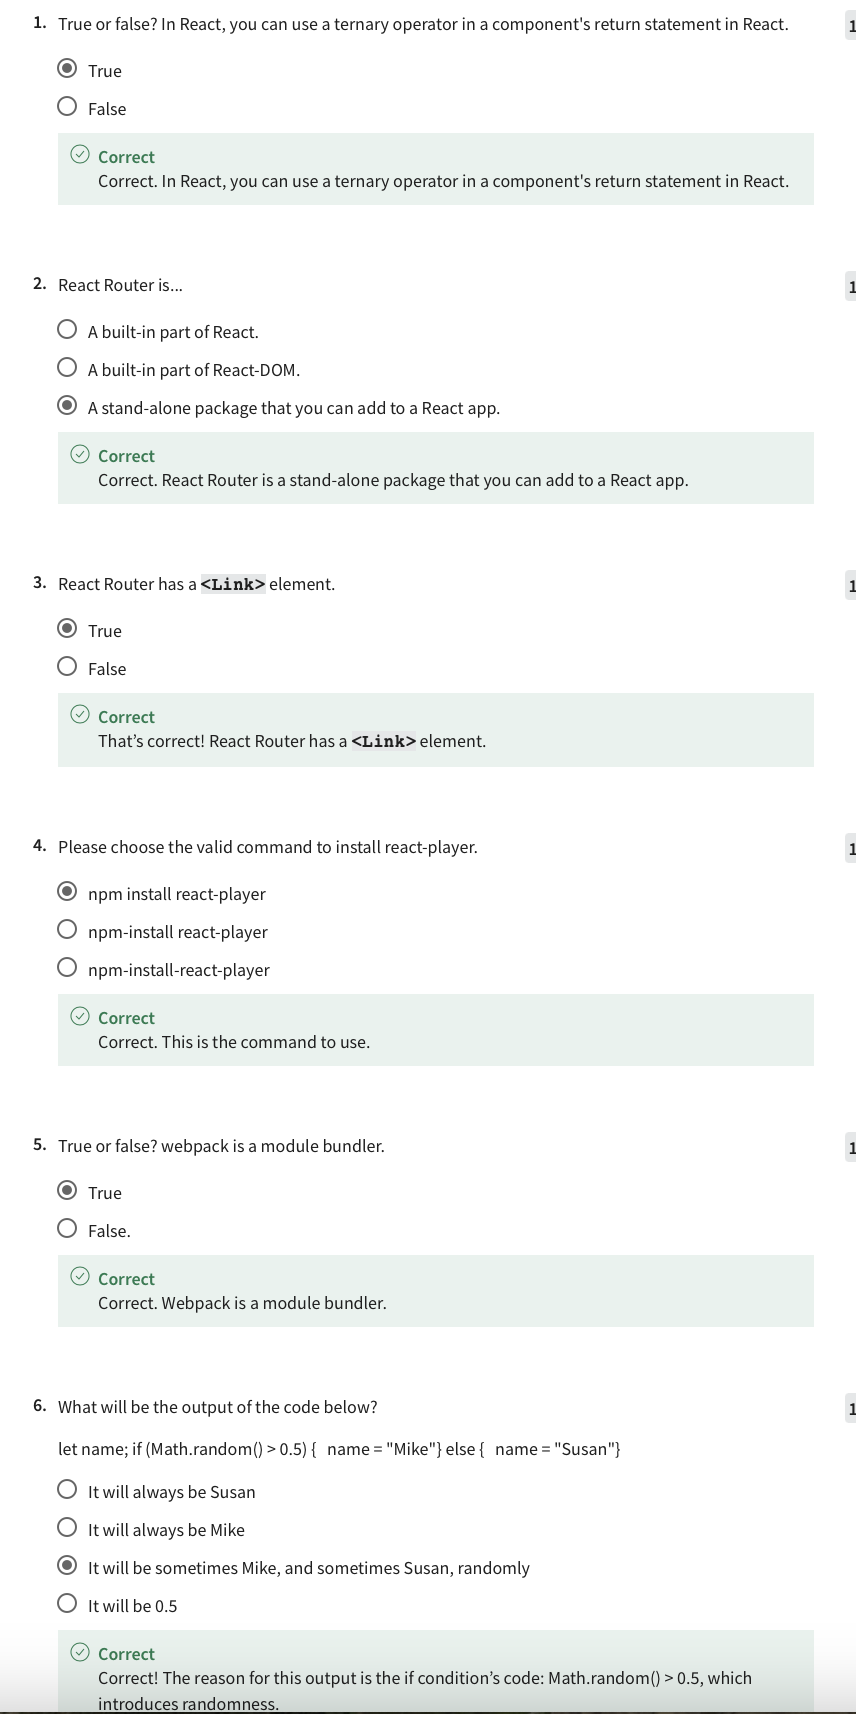 1. True or false? In React, you can use a ternary operator in a component's return statement in React.
1
True
False
Correct
Correct. In React, you can use a ternary operator in a component's return statement in React.
2. React Router is...
1
A built-in part of React.
A built-in part of React-DOM.
A stand-alone package that you can add to a React app.
Correct
Correct. React Router is a stand-alone package that you can add to a React app.
3. React Router has a <Link> element.
1
True
False
Correct
That’s correct! React Router has a <Link> element.
4. Please choose the valid command to install react-player.
1
npm install react-player
npm-install react-player
npm-install-react-player
Correct
Correct. This is the command to use.
5. True or false? webpack is a module bundler.
1
True
False.
Correct
Correct. Webpack is a module bundler.
6. What will be the output of the code below?
1
let name; if (Math.random() > 0.5) {   name = "Mike"} else {   name = "Susan"}
It will always be Susan
It will always be Mike
It will be sometimes Mike, and sometimes Susan, randomly
It will be 0.5
Correct
Correct! The reason for this output is the if condition’s code: Math.random() > 0.5, which
introduces randomness.